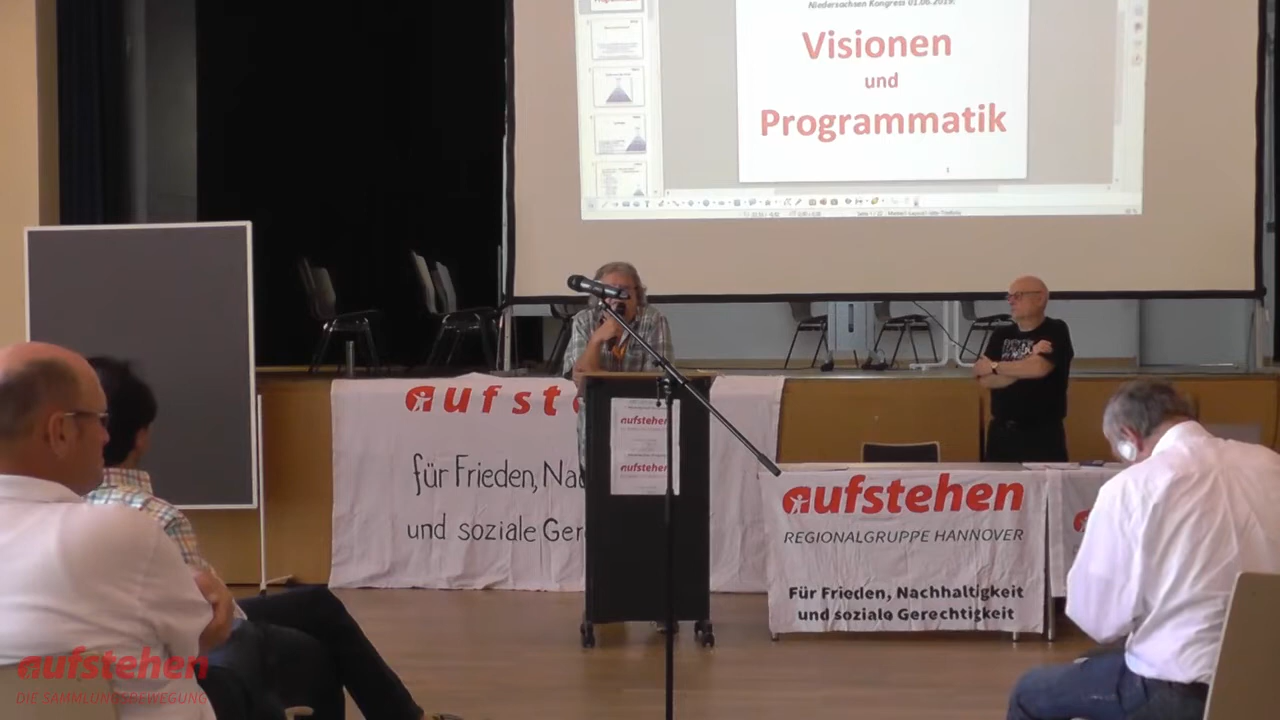 Niedersachsen Kongress 01.06.2019:
Visionen
und
Programmatik
1
aufste
für Frieden, Nac
und soziale Ger
aufstehen
aufstehen
aufstehen
REGIONALGRUPPE HANNOVER
Für Frieden, Nachhaltigkeit
und soziale Gerechtigkeit
aufstehen
DIE SAMMLUNGSBEWEGUNG